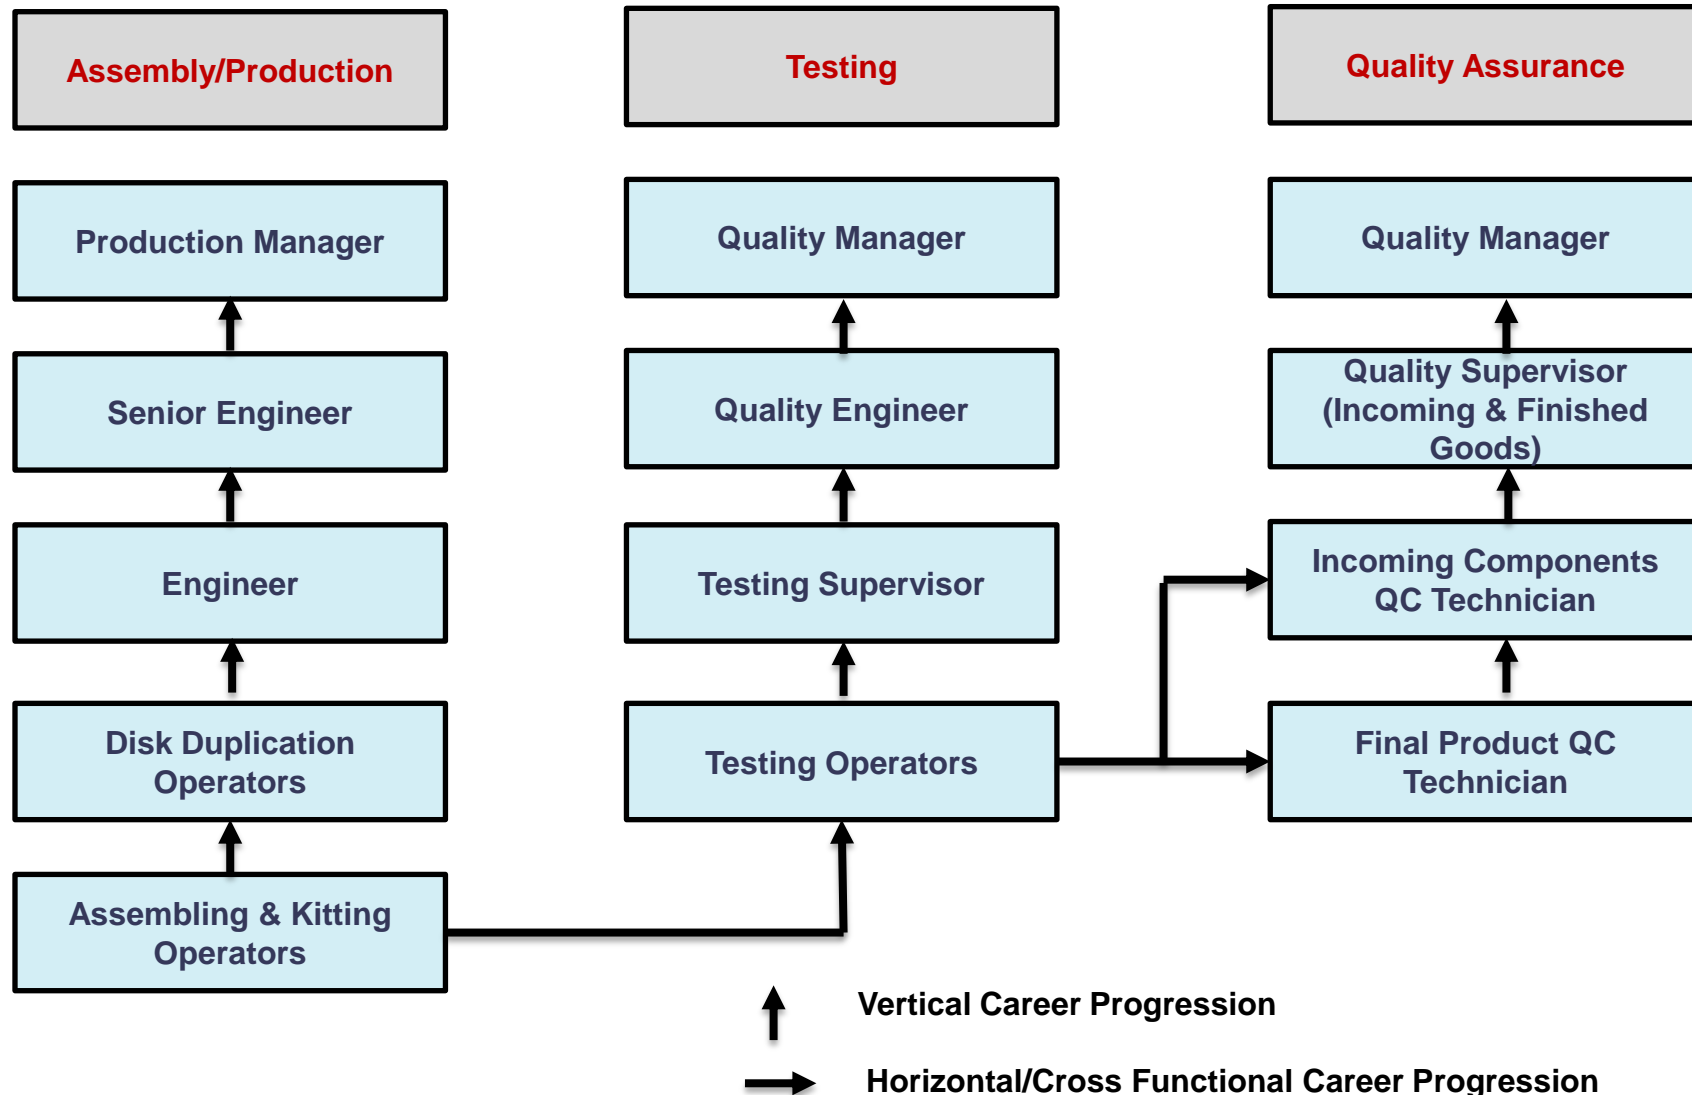 Assembly/Production
Testing
Quality Assurance
Production Manager
Quality Manager
Quality Manager
Senior Engineer
Quality Engineer
Quality Supervisor
(Incoming & Finished
Goods)
Engineer
Testing Supervisor
Incoming Components
QC Technician
Disk Duplication
Operators
Testing Operators
Final Product QC
Technician
Assembling & Kitting
Operators
Vertical Career Progression
Horizontal/Cross Functional Career Progression